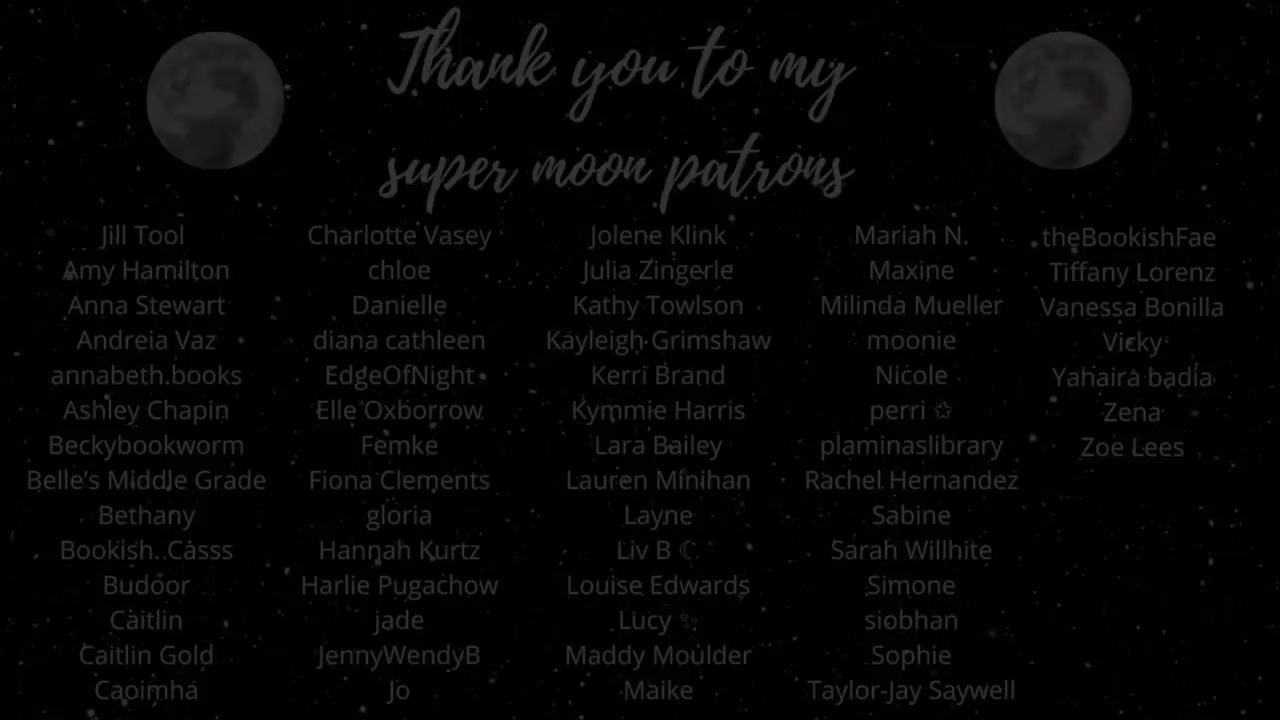 Thank you to my
super moon patrons
Jill Tool
Amy Hamilton
Anna Stewart
Andreia Vaz
annabeth.books
Ashley Chapin
Beckybookworm
Belle’s Middle Grade
Bethany
Bookish. Casss
Budoor
Caitlin
Caitlin Gold
Caoimha
Charlotte Vasey
chloe
Danielle
diana cathleen
EdgeOfNight
Elle Oxborrow
Femke
Fiona Clements
gloria
Hannah Kurtz
Harlie Pugachow
jade
JennyWendyB
Jo
Jolene Klink
Julia Zingerle
Kathy Towlson
Kayleigh Grimshaw
Kerri Brand
Kymmie Harris
Lara Bailey
Lauren Minihan
Layne
Liv B ☾
Louise Edwards
Lucy ✨
Maddy Moulder
Maike
Mariah N.
Maxine
Milinda Mueller
moonie
Nicole
perri ✩
plaminaslibrary
Rachel Hernandez
Sabine
Sarah Willhite
Simone
siobhan
Sophie
Taylor-Jay Saywell
theBookishFae
Tiffany Lorenz
Vanessa Bonilla
Vicky
Yahaira badia
Zena
Zoe Lees